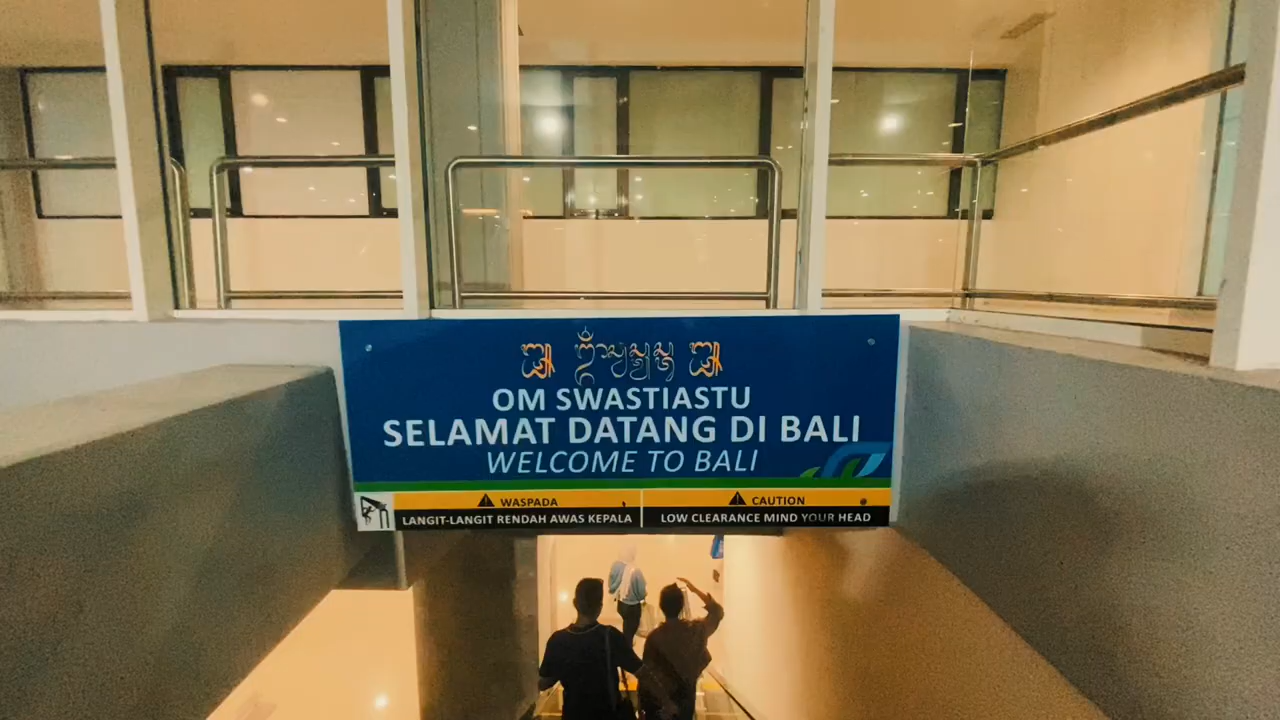 OM SWASTIASTU
SELAMAT DATANG DI BALI
WELCOME TO BALI
WASPADA
LANGIT-LANGIT RENDAH AWAS KEPALA
CAUTION
LOW CLEARANCE MIND YOUR HEAD